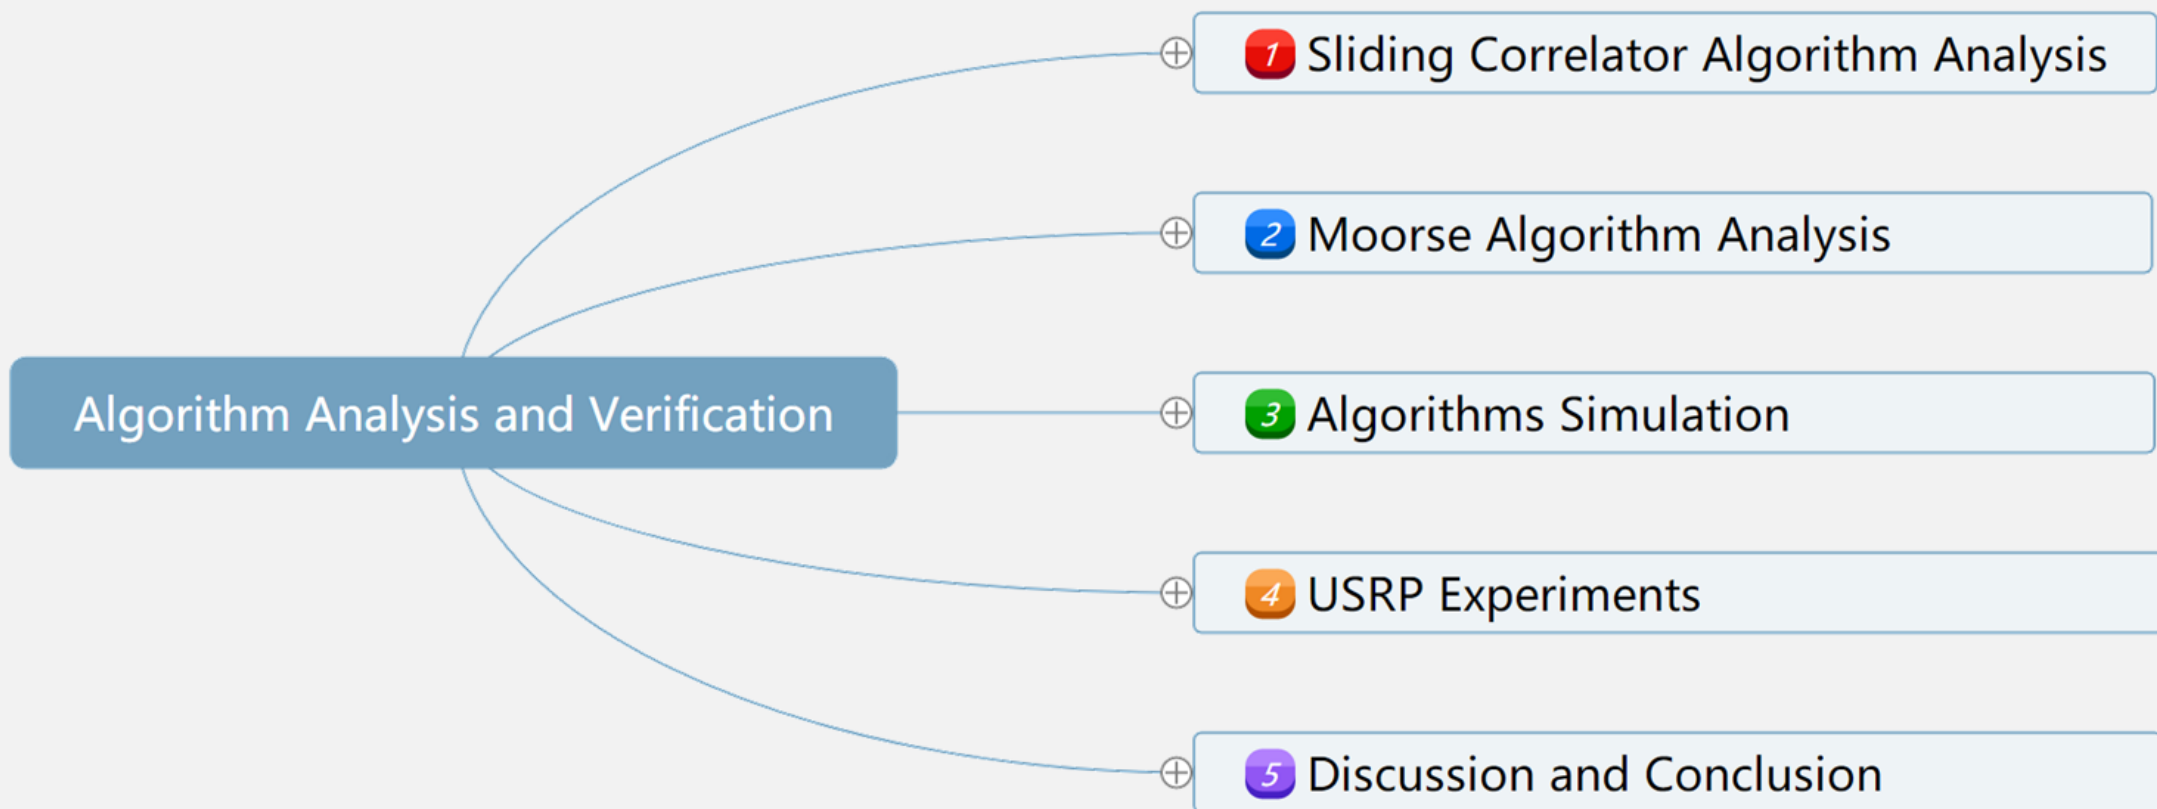 1 Sliding Correlator Algorithm Analysis
2 Moorse Algorithm Analysis
Algorithm Analysis and Verification
3 Algorithms Simulation
4 USRP Experiments
5 Discussion and Conclusion